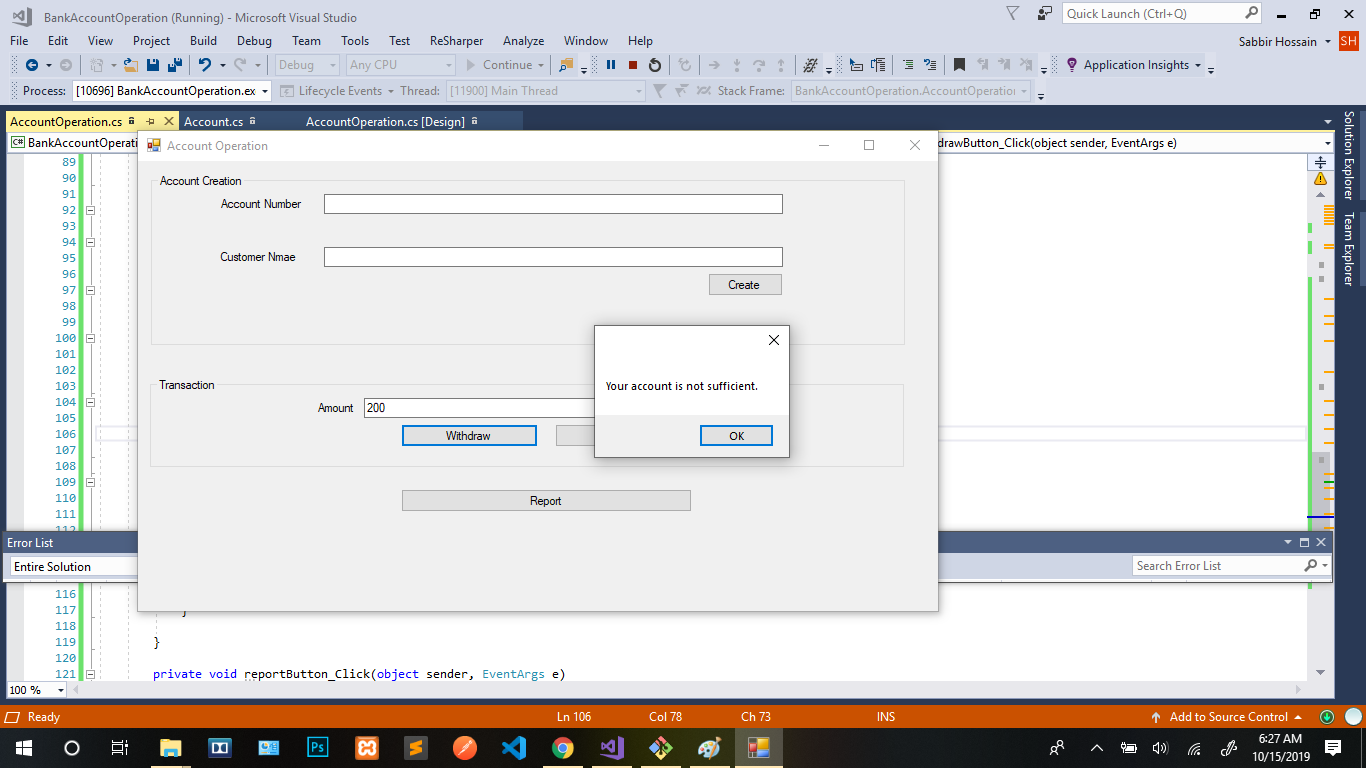 BankAccountOperation (Running) - Microsoft Visual Studio
Quick Launch (Ctrl+Q)
File Edit View Project Build Debug Team Tools Test ReSharper Analyze Window Help
Sabbir Hossain SH
Debug Any CPU Continue Application Insights
Process: [10696] BankAccountOperation.ex Lifecycle Events Thread: [11900] Main Thread Stack Frame: BankAccountOperation.AccountOperation
AccountOperation.cs Account.cs AccountOperation.cs [Design]
C# BankAccountOperati
drawButton_Click(object sender, EventArgs e)
Solution Explorer
Team Explorer
Account Operation
Account Creation
Account Number
Customer Nmae
Create
Your account is not sufficient.
OK
Transaction
Amount 200
Withdraw
Report
89
90
91
92
93
94
95
96
97
98
99
100
101
102
103
104
105
106
107
108
109
110
111
112
Error List
Entire Solution
Search Error List
116
117 }
118
119 }
120
121 private void reportButton_Click(object sender, EventArgs e)
100 %
Ready Ln 106 Col 78 Ch 73 INS Add to Source Control
Ps
6:27 AM
10/15/2019